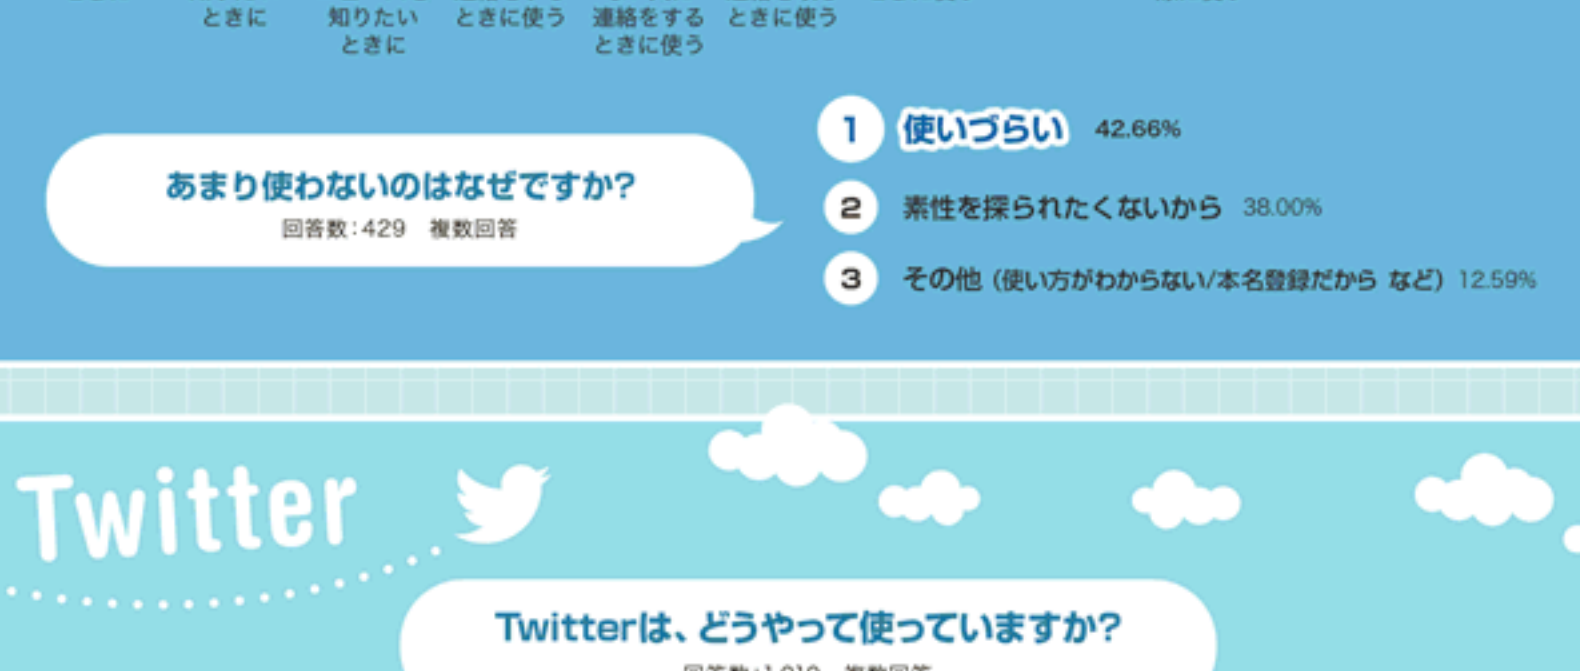 ときに
知りたい
ときに
ときに使う
連絡をする
ときに使う
ときに使う
あまり使わないのはなぜですか?
回答数:429 複数回答
1 使いづらい 42.66%
2 素性を探られたくないから 38.00%
3 その他(使い方がわからない/本名登録だから など) 12.59%
Twitter
Twitterは、どうやって使っていますか?